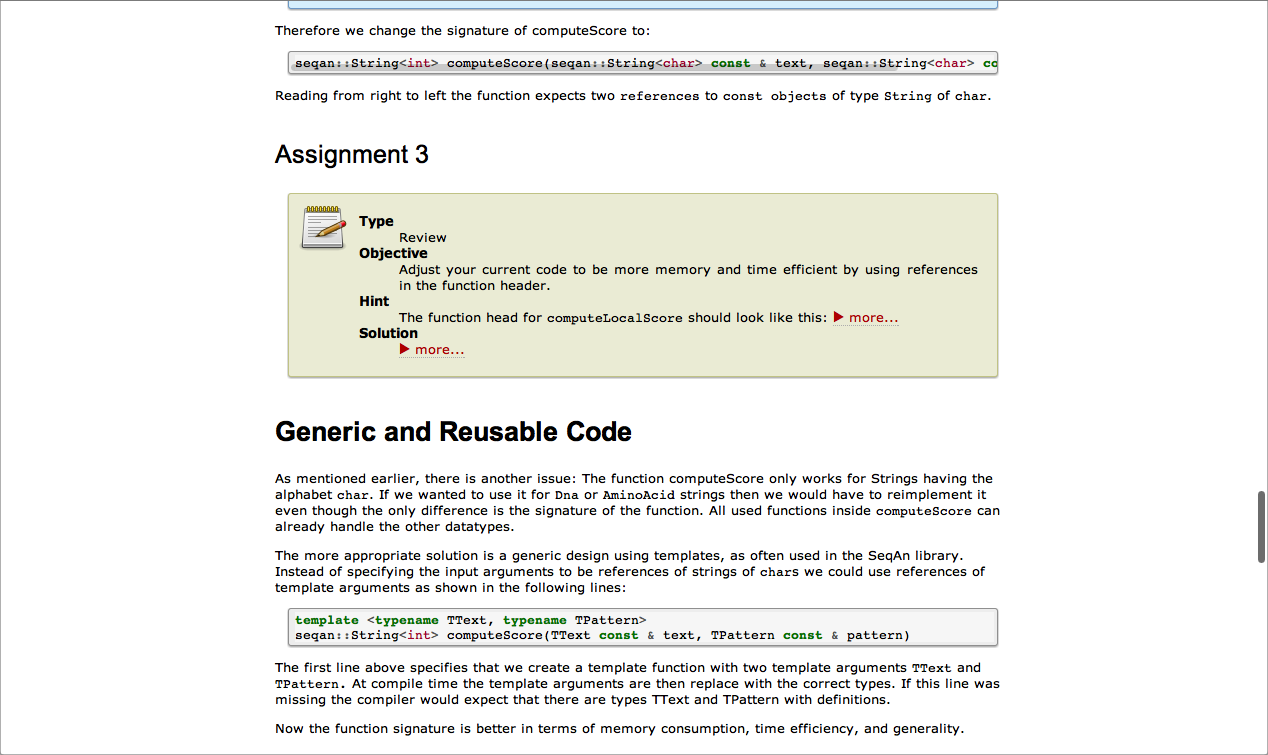 Therefore we change the signature of computeScore to:
seqan::String<int> computeScore(seqan::String<char> const & text, seqan::String<char> co
Reading from right to left the function expects two references to const objects of type String of char.
Assignment 3
Type
Review
Objective
Adjust your current code to be more memory and time efficient by using references
in the function header.
Hint
The function head for computeLocalScore should look like this: ▶ more...
Solution
▶ more...
Generic and Reusable Code
As mentioned earlier, there is another issue: The function computeScore only works for Strings having the
alphabet char. If we wanted to use it for Dna or AminoAcid strings then we would have to reimplement it
even though the only difference is the signature of the function. All used functions inside computeScore can
already handle the other datatypes.
The more appropriate solution is a generic design using templates, as often used in the SeqAn library.
Instead of specifying the input arguments to be references of strings of chars we could use references of
template arguments as shown in the following lines:
template <typename TText, typename TPattern>
seqan::String<int> computeScore(TText const & text, TPattern const & pattern)
The first line above specifies that we create a template function with two template arguments TText and
TPattern. At compile time the template arguments are then replace with the correct types. If this line was
missing the compiler would expect that there are types TText and TPattern with definitions.
Now the function signature is better in terms of memory consumption, time efficiency, and generality.